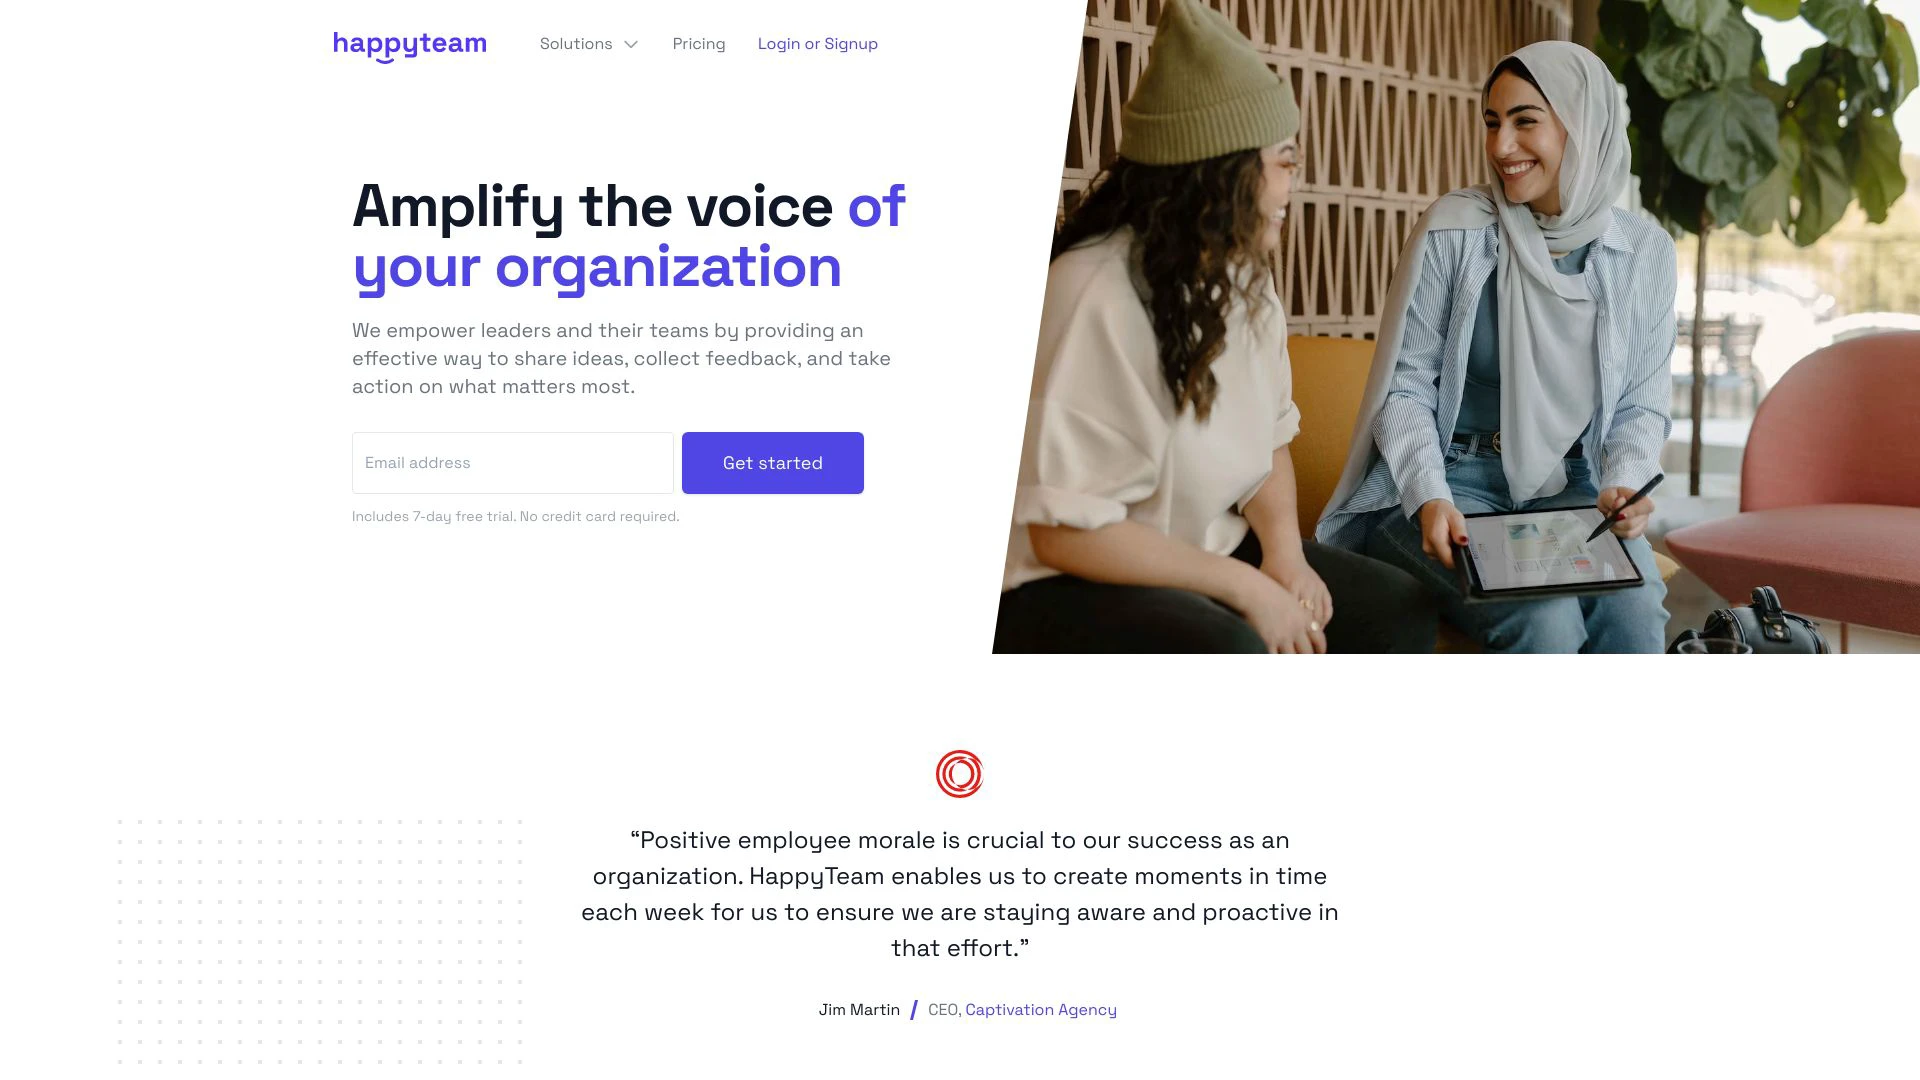 happyteam
Solutions
Pricing
Login or Signup
Amplify the voice of
your organization
We empower leaders and their teams by providing an
effective way to share ideas, collect feedback, and take
action on what matters most.
Email address
Get started
Includes 7-day free trial. No credit card required.
“Positive employee morale is crucial to our success as an
organization. HappyTeam enables us to create moments in time
each week for us to ensure we are staying aware and proactive in
that effort.”
Jim Martin / CEO, Captivation Agency